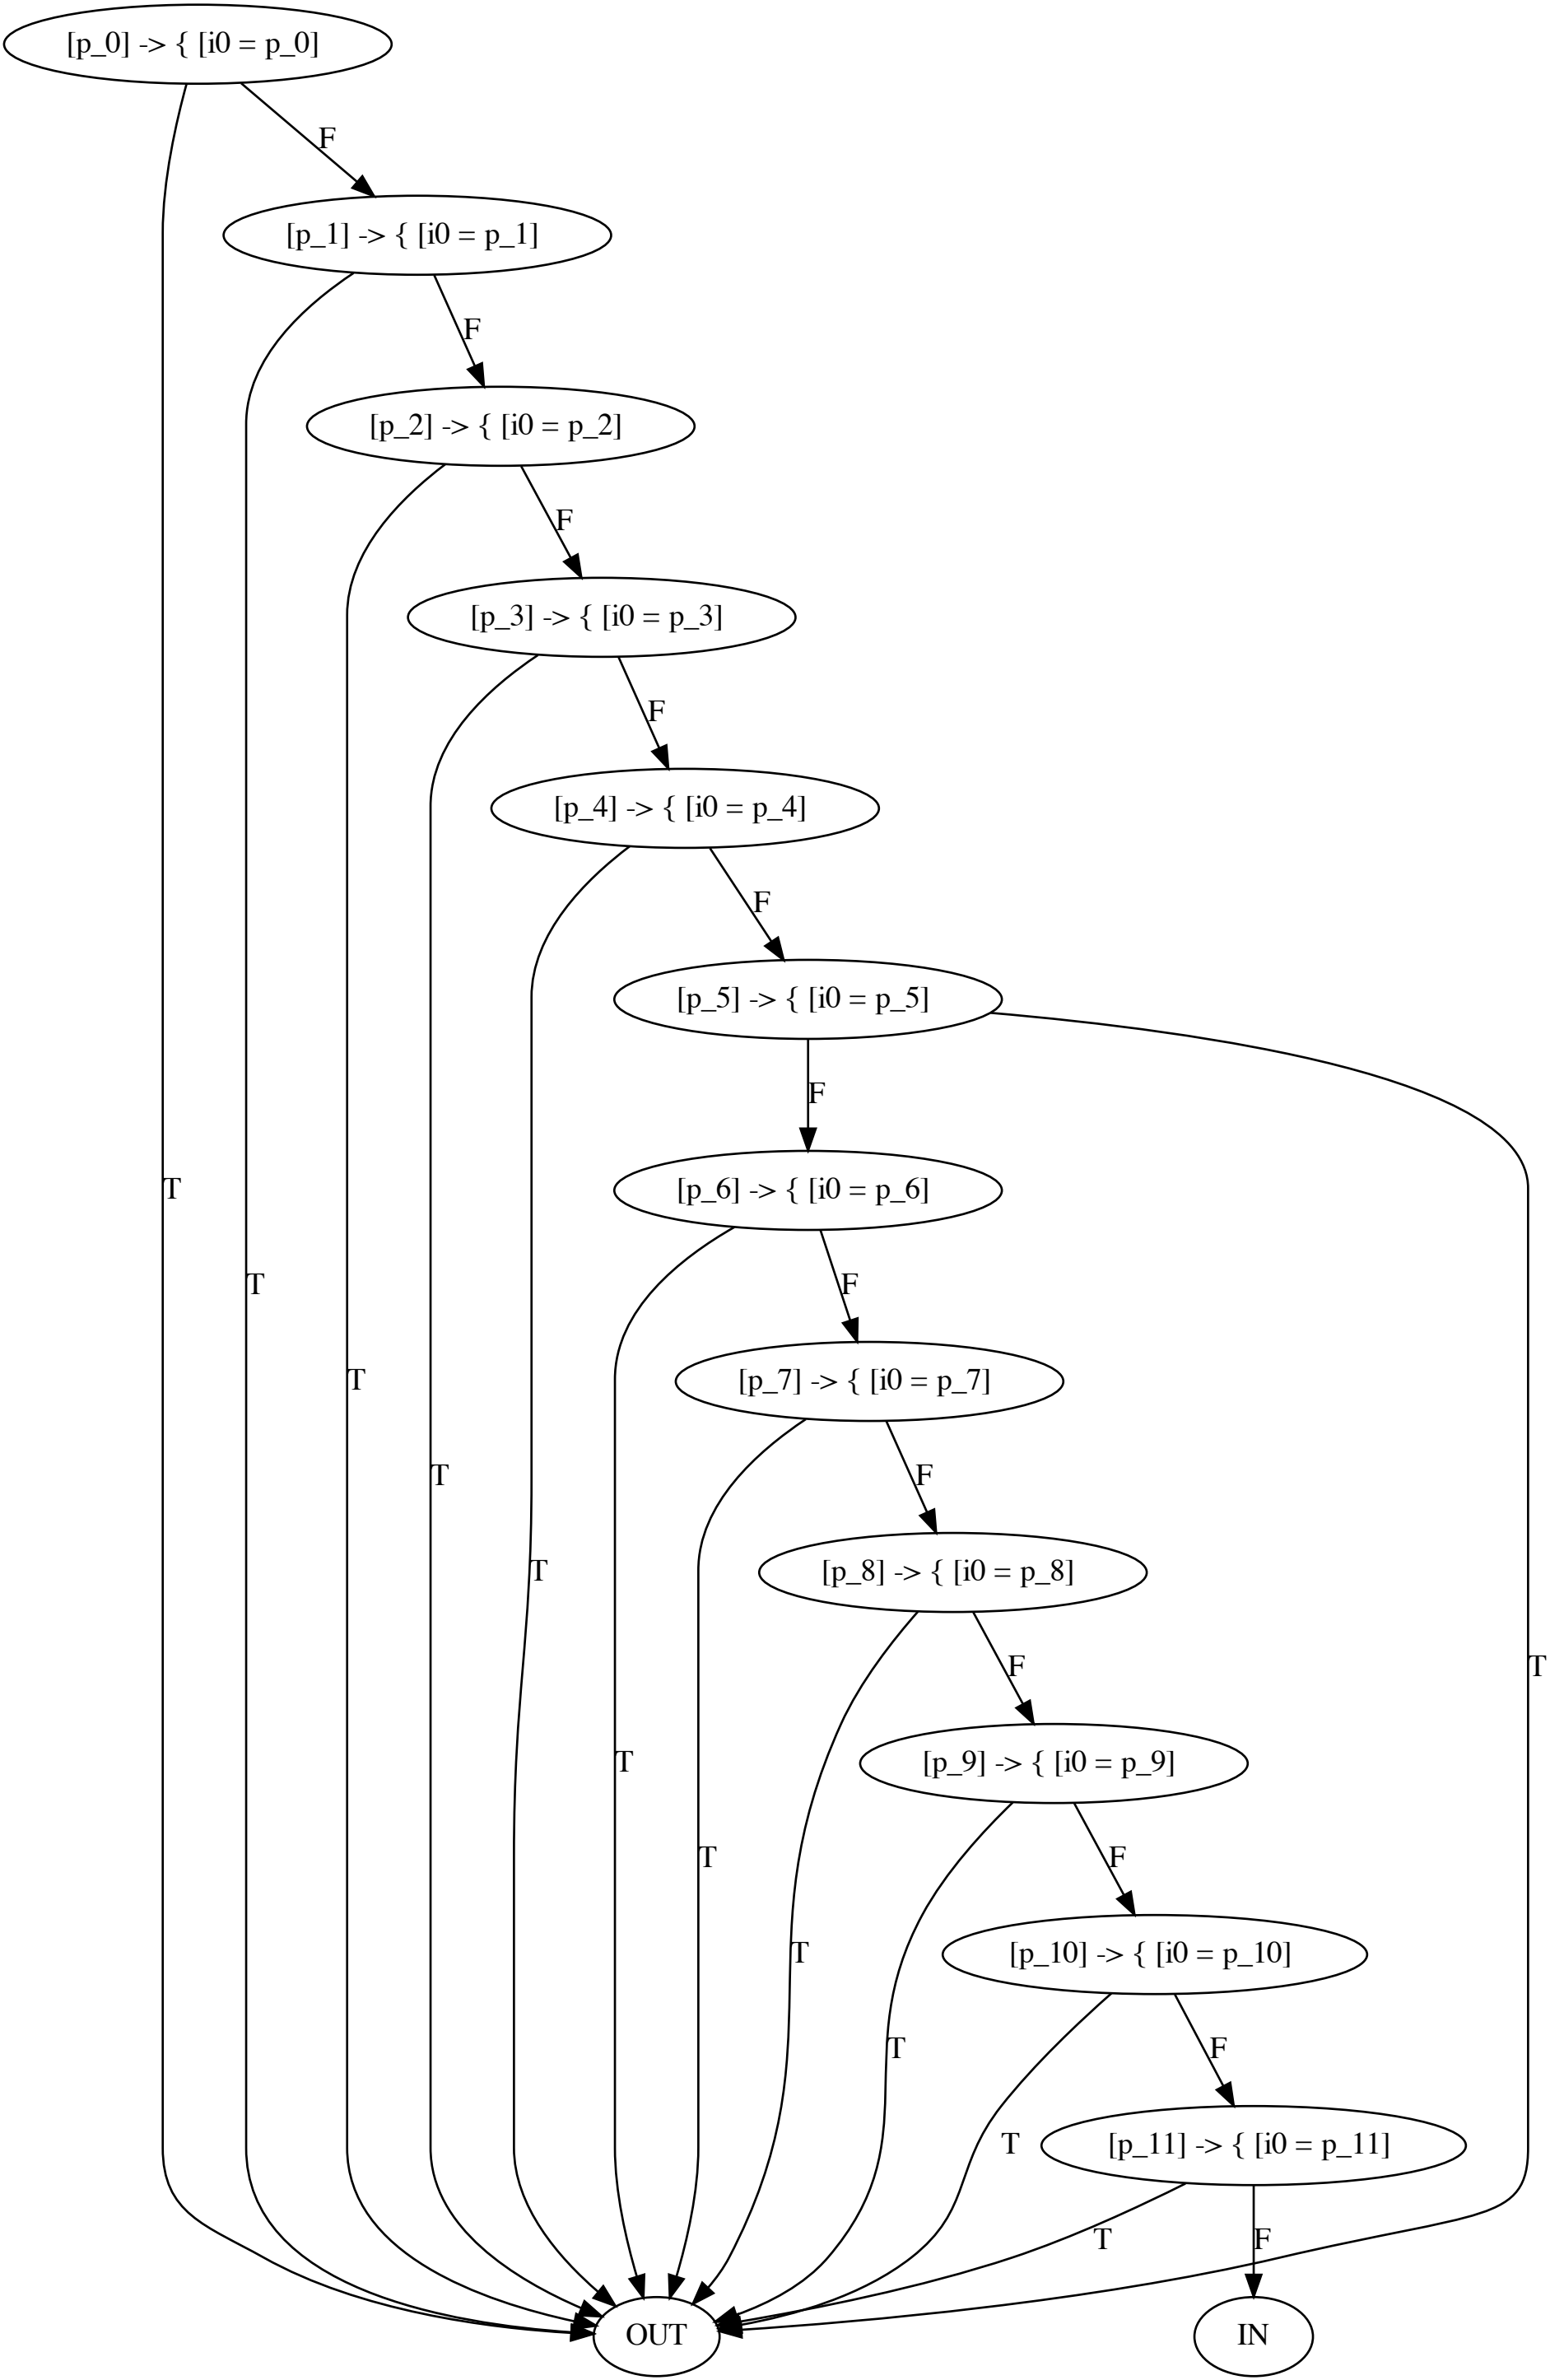 [p_0] -> { [i0 = p_0]
F
[p_1] -> { [i0 = p_1]
F
[p_2] -> { [i0 = p_2]
F
[p_3] -> { [i0 = p_3]
F
[p_4] -> { [i0 = p_4]
F
[p_5] -> { [i0 = p_5]
F
T
[p_6] -> { [i0 = p_6]
T
F
T
[p_7] -> { [i0 = p_7]
T
F
[p_8] -> { [i0 = p_8]
T
F
T
T
[p_9] -> { [i0 = p_9]
T
F
T
[p_10] -> { [i0 = p_10]
T
F
T
[p_11] -> { [i0 = p_11]
T
F
T
OUT
IN